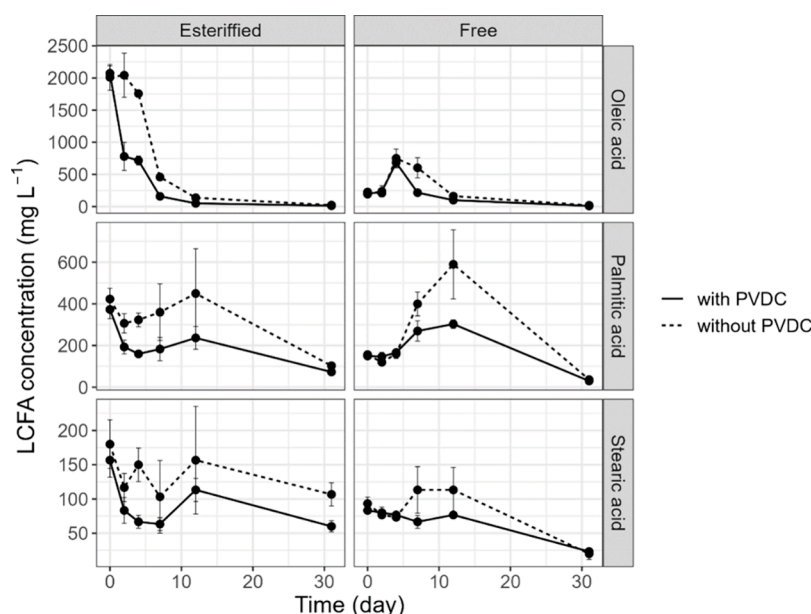 Esteriffied Free
2500
2000
1500
1000
500
0
Oleic acid
600
400
200
0
Palmitic acid
200
150
100
50
Stearic acid
LCFA concentration (mg L⁻¹)
0 10 20 30 0 10 20 30
Time (day)
with PVDC
without PVDC